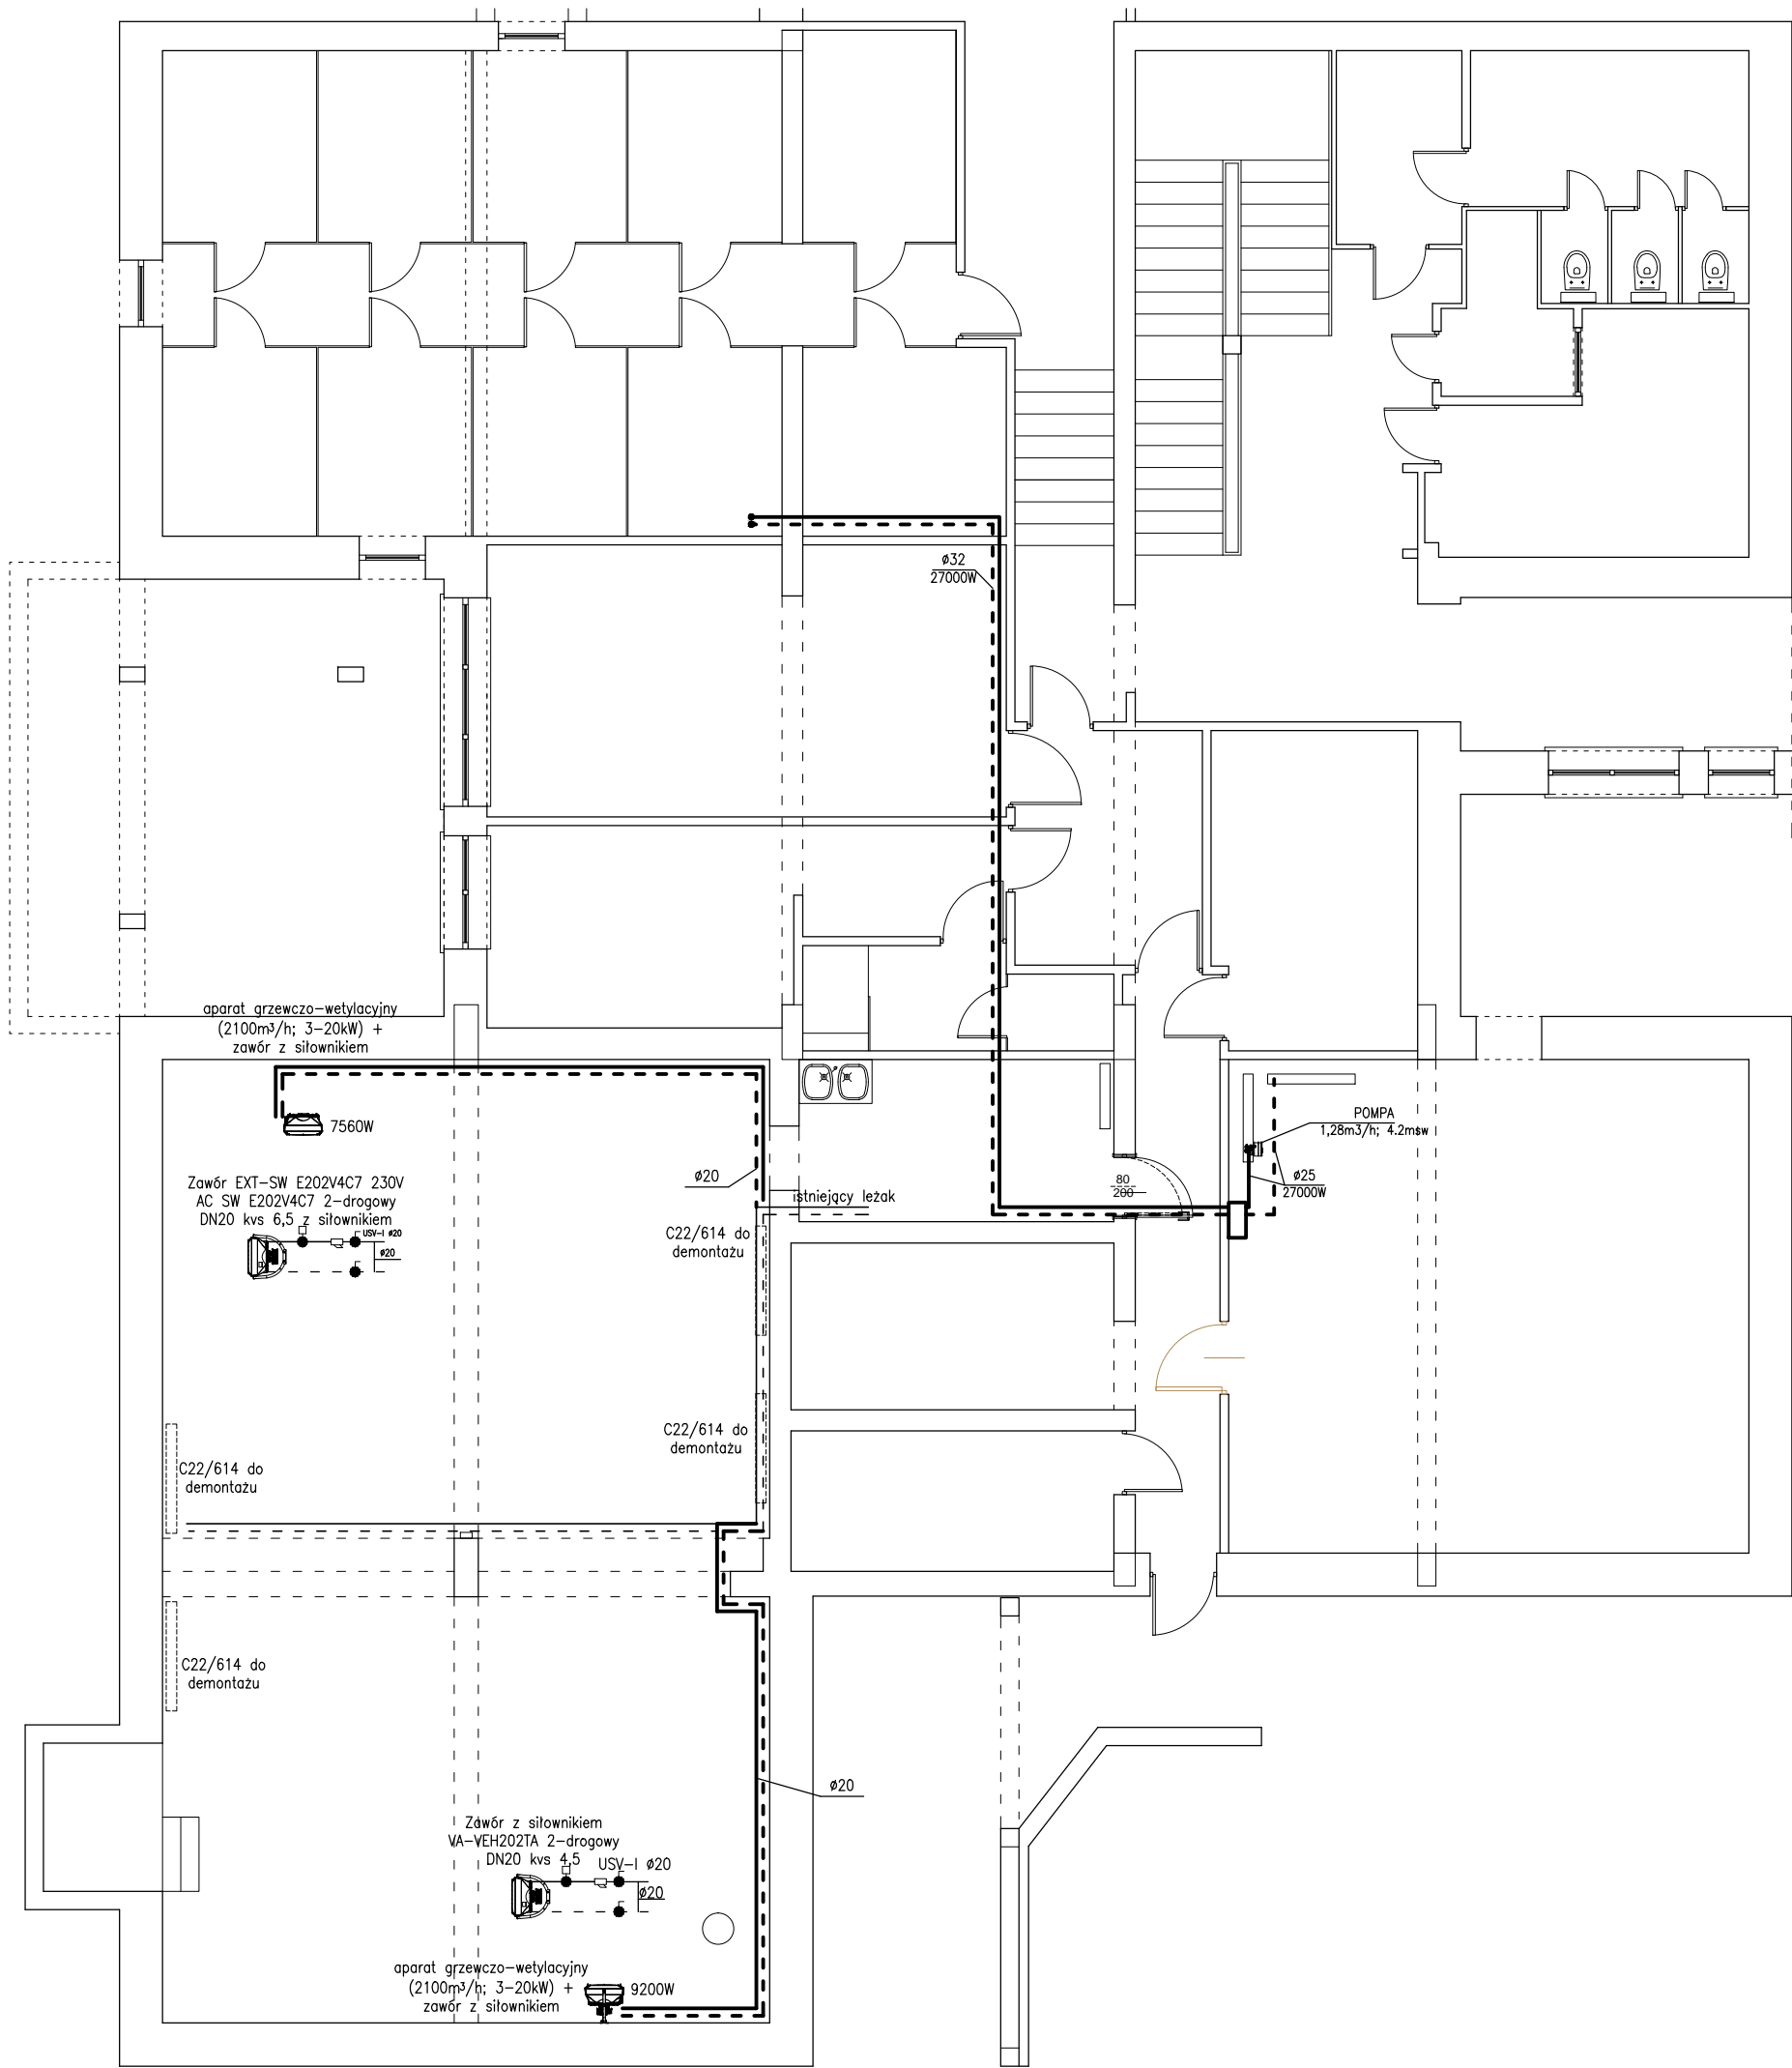 ø32
27000W
aparat grzewczo-wetylacyjny
(2100m³/h; 3-20kW) +
zawór z siłownikiem
7560W
POMPA
1,28m3/h; 4.2msw
ø25
27000W
80
200
ø20
istniejący leżak
Zawór EXT-SW E202V4C7 230V
AC SW E202V4C7 2-drogowy
DN20 kvs 6,5 z siłownikiem
USV-I ø20
ø20
C22/614 do
demontażu
C22/614 do
demontażu
C22/614 do
demontażu
C22/614 do
demontażu
ø20
Zawór z siłownikiem
VA-VEH202TA 2-drogowy
DN20 kvs 4,5
USV-I ø20
ø20
aparat grzewczo-wetylacyjny
(2100m³/h; 3-20kW) +
zawór z siłownikiem
9200W